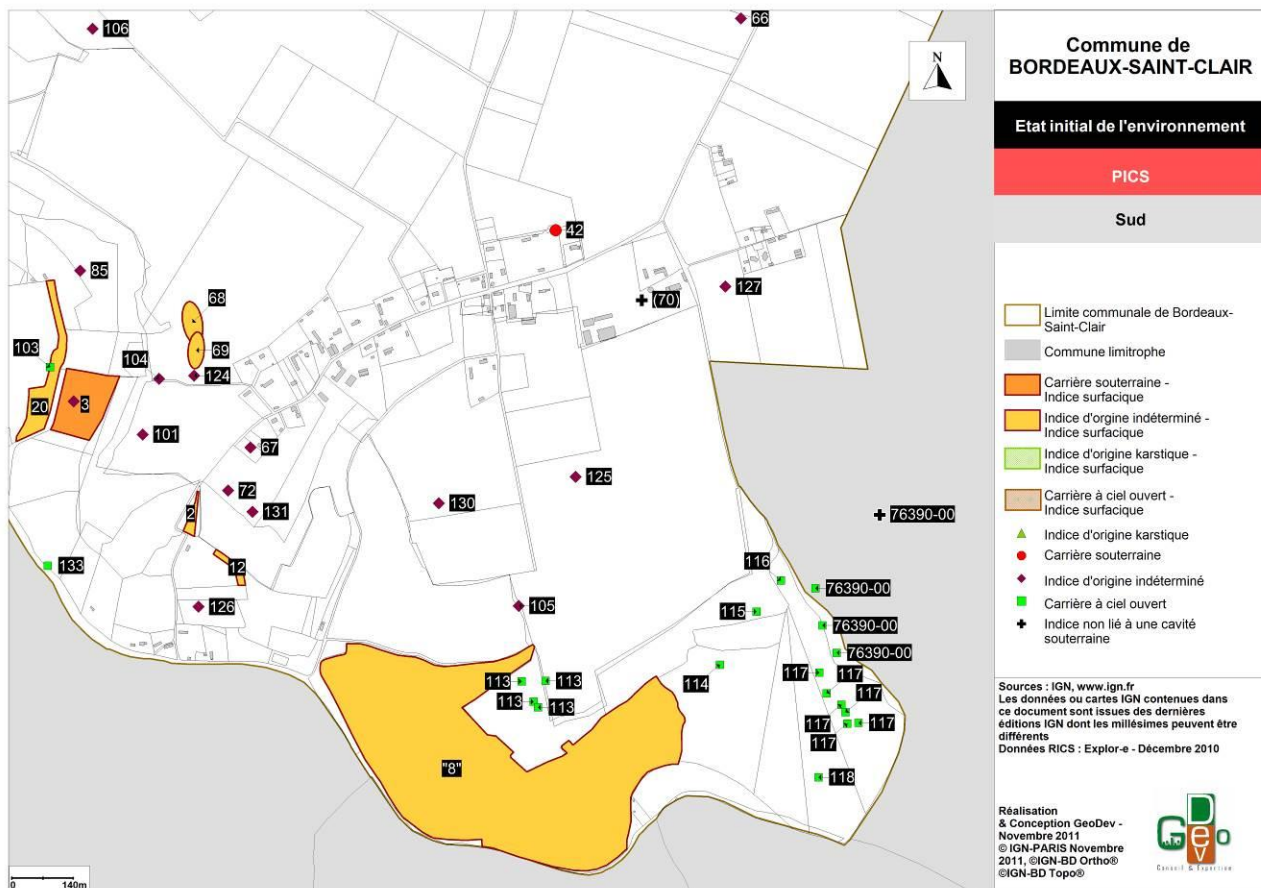 106
66
N
42
85
68
(70)
127
103
69
104
124
20
3
101
67
72
125
130
2
131
76390-00
12
133
116
76390-00
126
105
115
76390-00
76390-00
117
117
114
113
113
113
113
117
117
117
117
"8"
118
0 140m
Commune de
BORDEAUX-SAINT-CLAIR
Etat initial de l'environnement
PICS
Sud
Limite communale de Bordeaux-
Saint-Clair
Commune limitrophe
Carrière souterraine -
Indice surfacique
Indice d'orgine indéterminé -
Indice surfacique
Indice d'origine karstique -
Indice surfacique
Carrière à ciel ouvert -
Indice surfacique
Indice d'origine karstique
Carrière souterraine
Indice d'origine indéterminé
Carrière à ciel ouvert
Indice non lié à une cavité
souterraine
Sources : IGN, www.ign.fr
Les données ou cartes IGN contenues dans
ce document sont issues des dernières
éditions IGN dont les millésimes peuvent être
différents
Données RICS : Explor-e - Décembre 2010
Réalisation
& Conception GeoDev -
Novembre 2011
© IGN-PARIS Novembre
2011, ©IGN-BD Ortho®
©IGN-BD Topo®
GeoDev
Conseil & Expertise